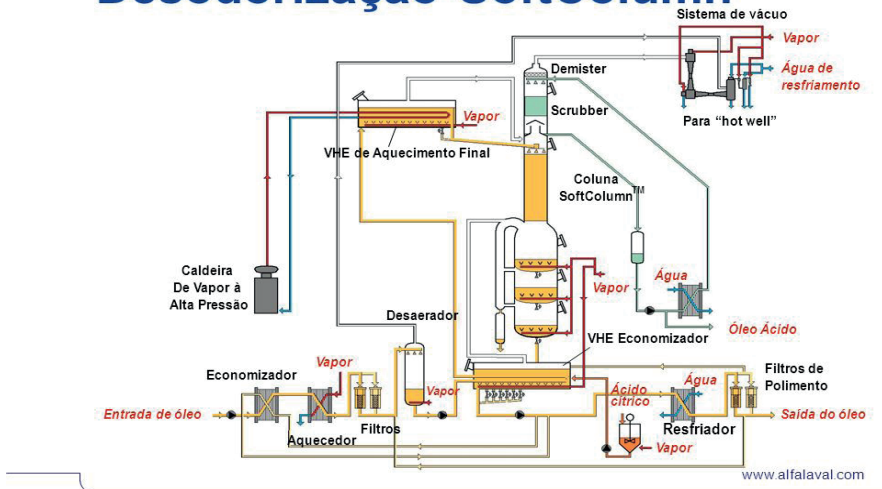 Desodorização SoftColumn
Sistema de vácuo
Vapor
Demister
Água de
resfriamento
Scrubber
Vapor
Para “hot well”
VHE de Aquecimento Final
Coluna
SoftColumn™
Caldeira
De Vapor à
Alta Pressão
Água
Vapor
Desaerador
Óleo Ácido
VHE Economizador
Vapor
Economizador
Filtros de
Polimento
Vapor
Ácido
cítrico
Água
Entrada de óleo
Saída do óleo
Filtros
Resfriador
Aquecedor
Vapor
www.alfalaval.com